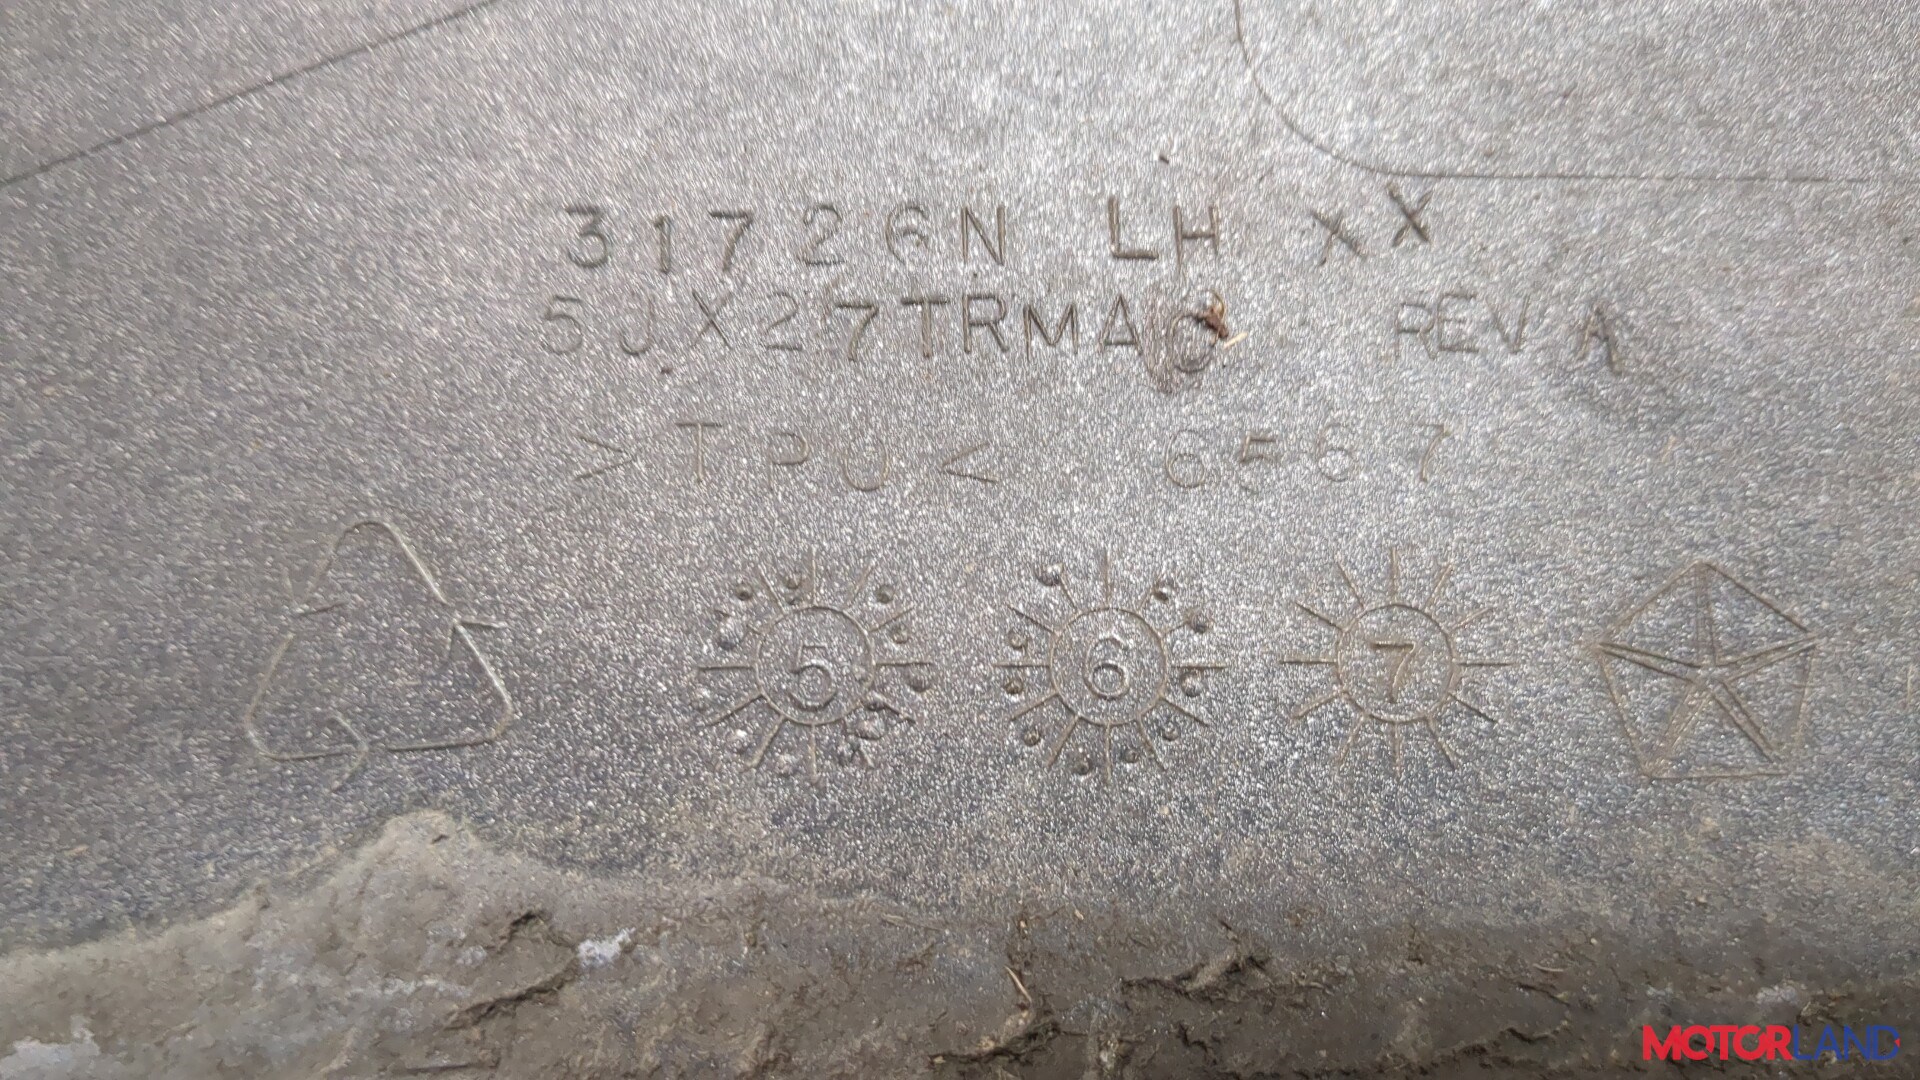 31726N LH XX
5JX27TRMAC REV A
>TPU< 6567
5 6 7
MOTORLAND